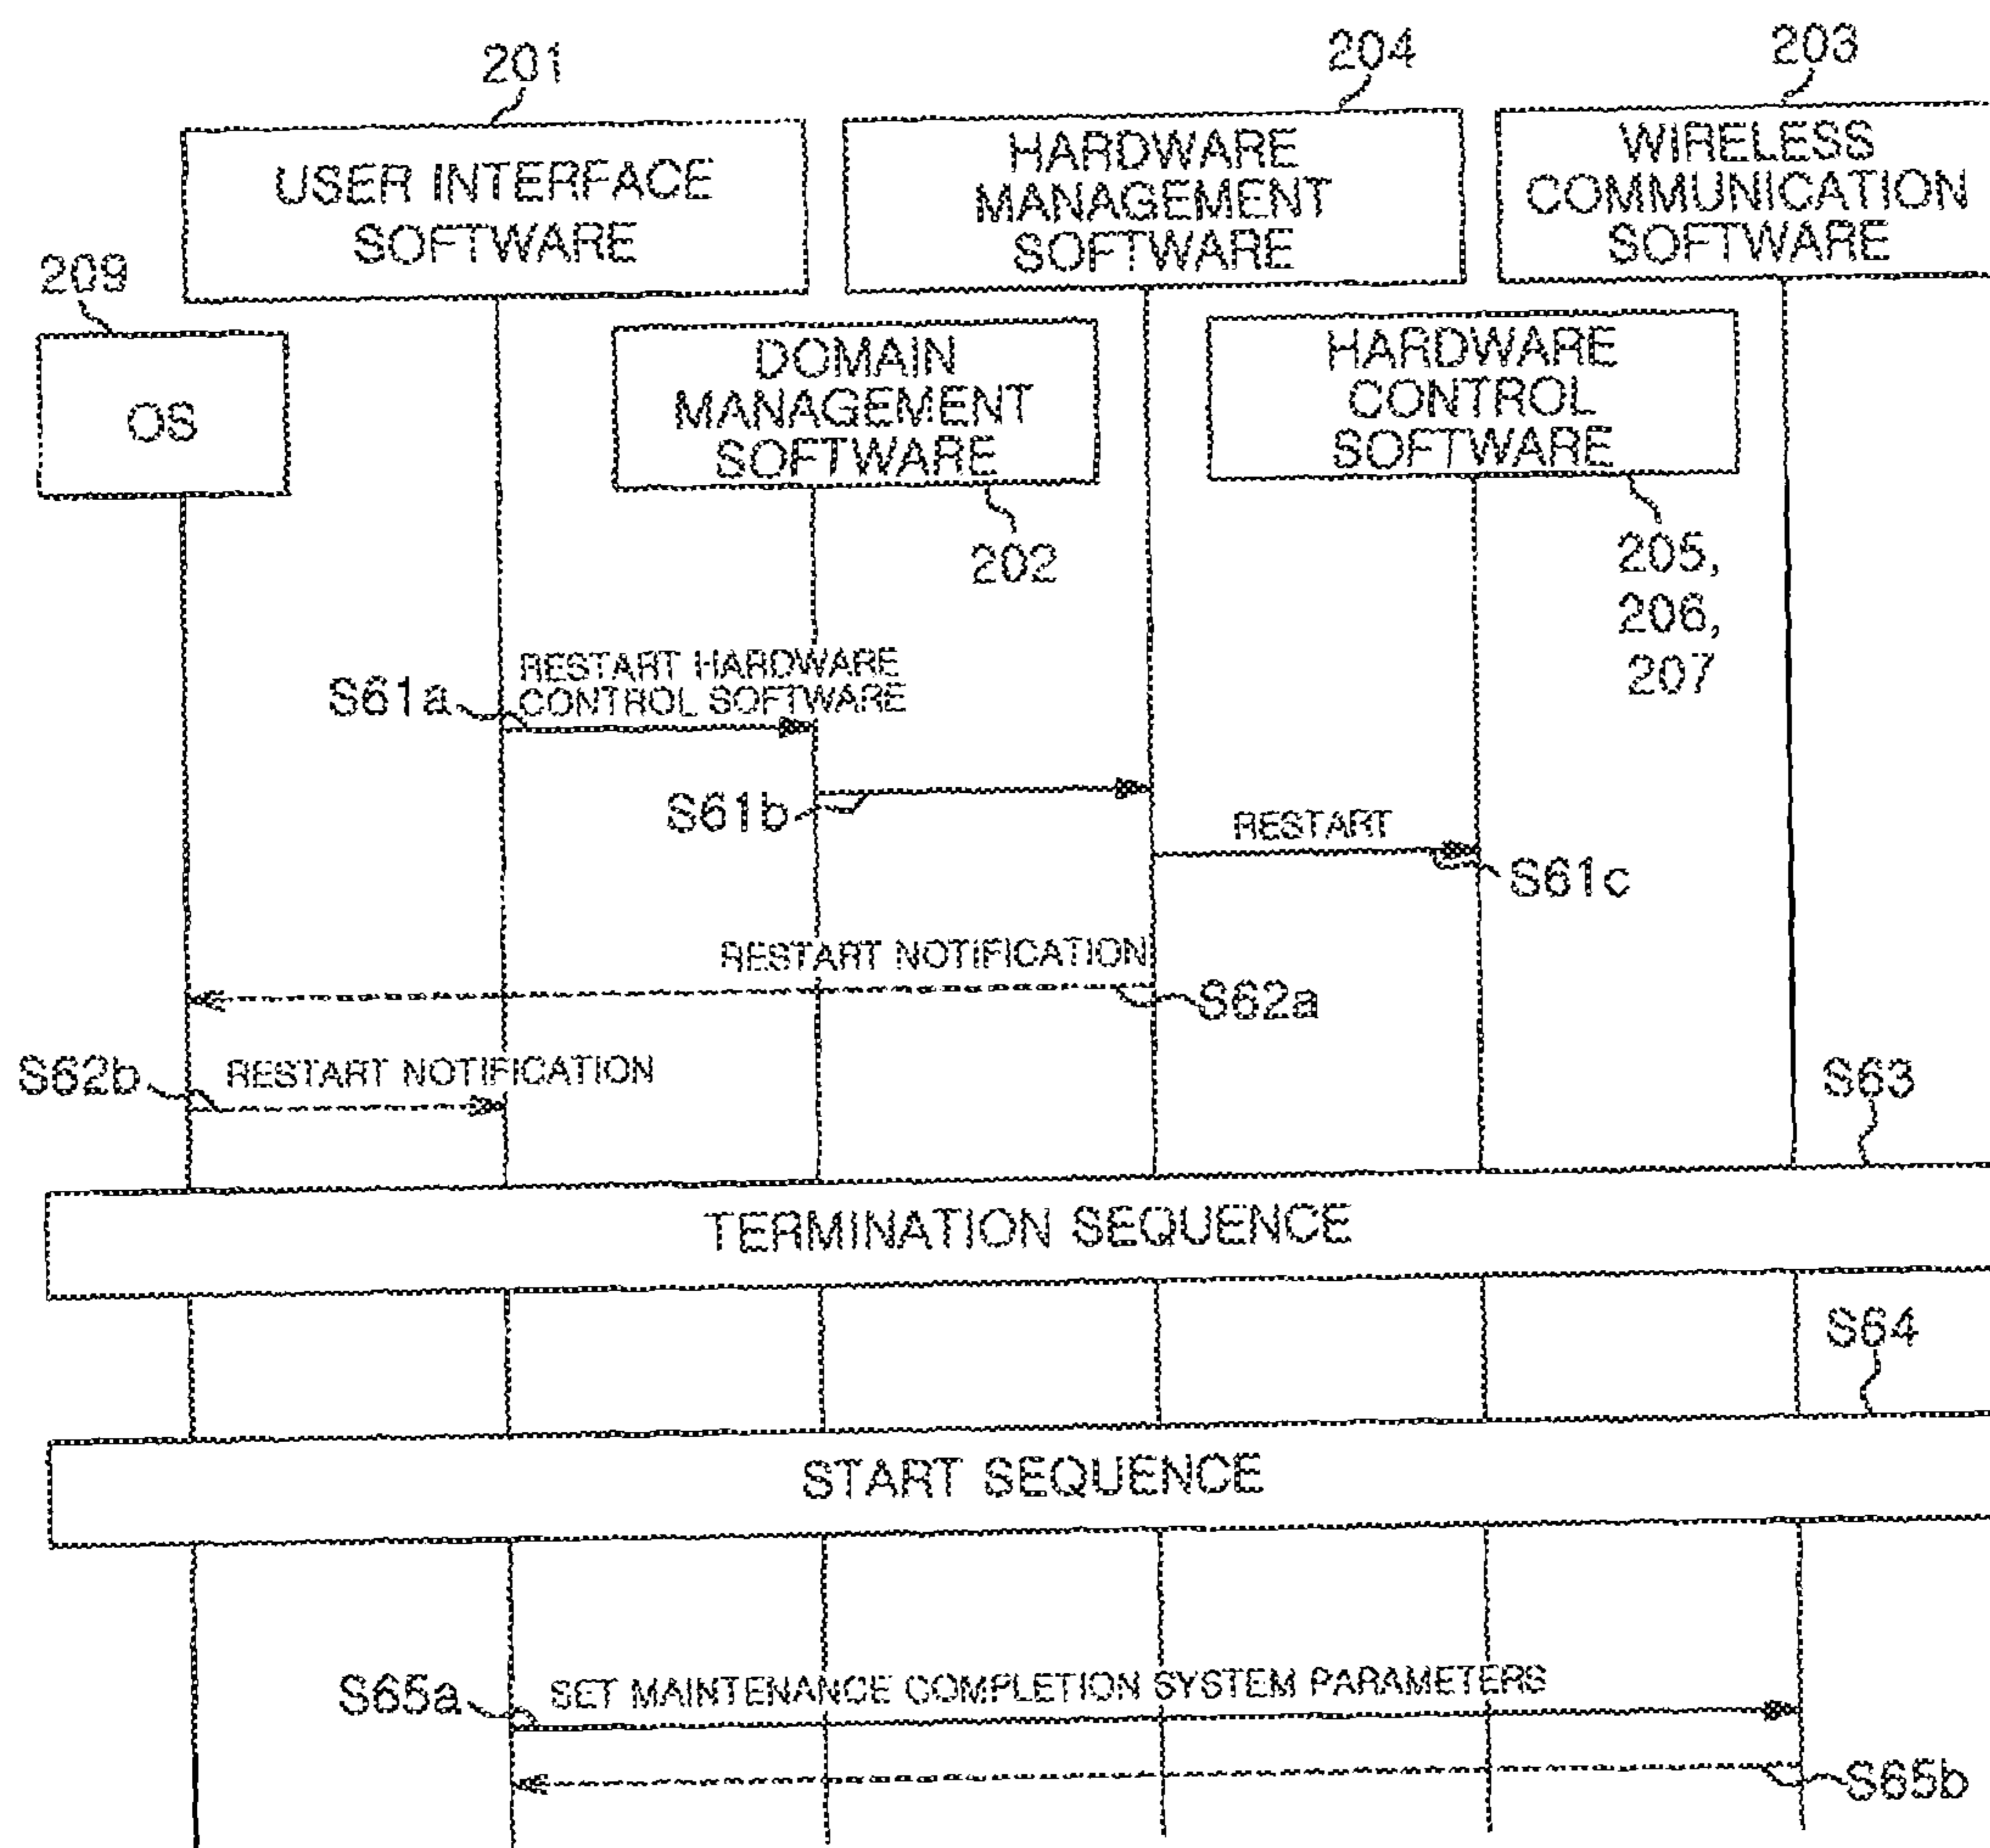 201
204
203
USER INTERFACE
SOFTWARE
HARDWARE
MANAGEMENT
SOFTWARE
WIRELESS
COMMUNICATION
SOFTWARE
209
OS
DOMAIN
MANAGEMENT
SOFTWARE
HARDWARE
CONTROL
SOFTWARE
202
205,
206,
207
RESTART HARDWARE
CONTROL SOFTWARE
S61a
S61b
RESTART
S61c
RESTART NOTIFICATION
S62a
S62b
RESTART NOTIFICATION
S63
TERMINATION SEQUENCE
S64
START SEQUENCE
S65a
SET MAINTENANCE COMPLETION SYSTEM PARAMETERS
S65b